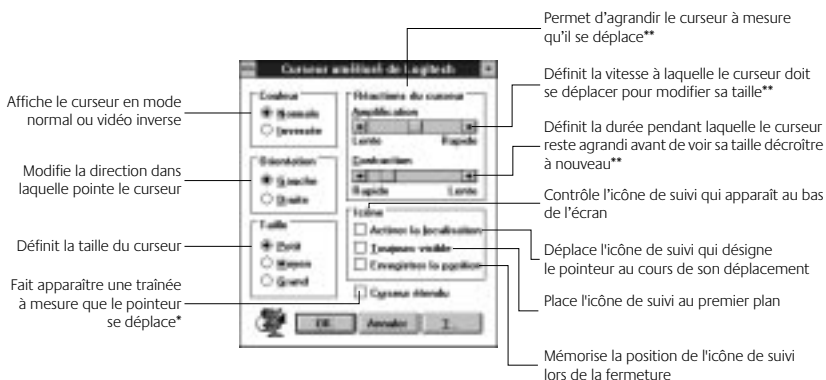 Permet d'agrandir le curseur à mesure
qu'il se déplace**
Curseur amélioré de Logitech
Affiche le curseur en mode
normal ou vidéo inverse
Couleur
Normale
Inversée
Réactions du curseur
Amplification
Lente Rapide
Définit la vitesse à laquelle le curseur doit
se déplacer pour modifier sa taille**
Contraction
Rapide Lente
Définit la durée pendant laquelle le curseur
reste agrandi avant de voir sa taille décroître
à nouveau**
Modifie la direction dans
laquelle pointe le curseur
Orientation
Gauche
Droite
Contrôle l'icône de suivi qui apparaît au bas
de l'écran
Icône
Activer la localisation
Toujours visible
Enregistrer la position
Définit la taille du curseur
Taille
Petit
Moyen
Grand
Déplace l'icône de suivi qui désigne
le pointeur au cours de son déplacement
Place l'icône de suivi au premier plan
Fait apparaître une traînée
à mesure que le pointeur
se déplace*
Curseur étendu
OK Annuler ?...
Mémorise la position de l'icône de suivi
lors de la fermeture